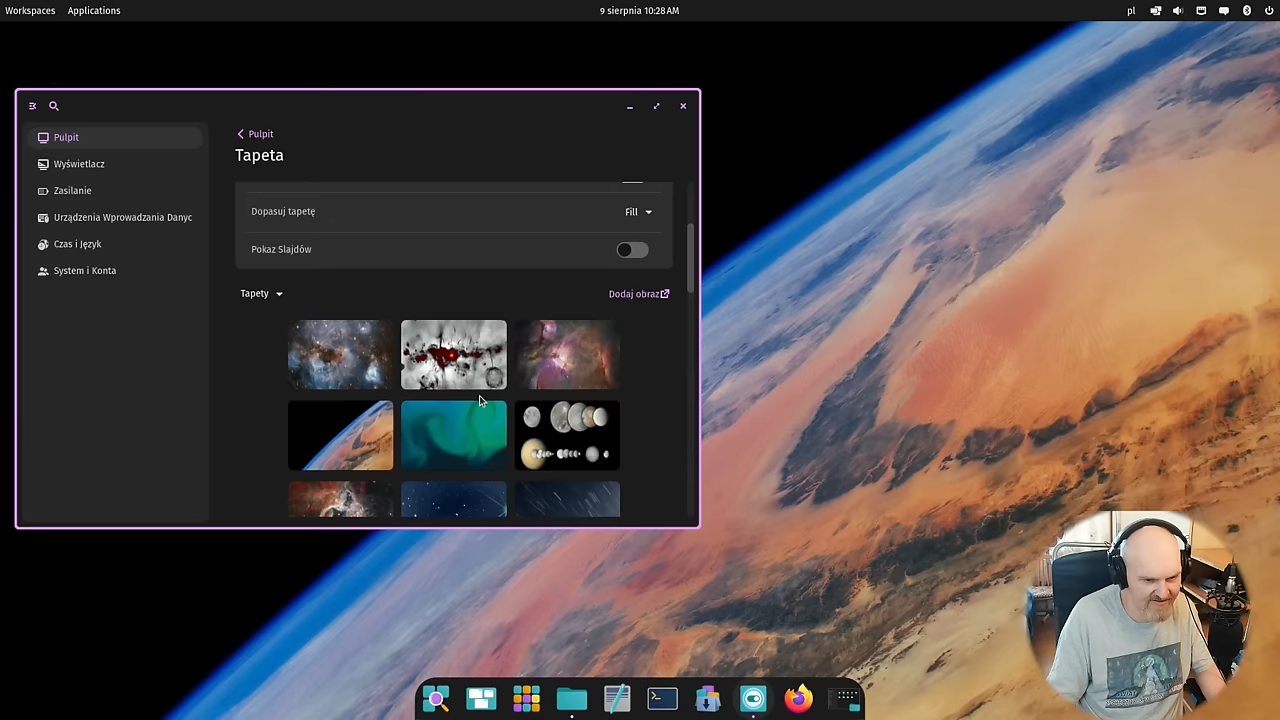 Workspaces Applications 9 sierpnia 10:28 AM pl
Pulpit
Wyświetlacz
Zasilanie
Urządzenia Wprowadzania Danyc
Czas i Język
System i Konta
Pulpit
Tapeta
Dopasuj tapetę Fill
Pokaz Slajdów
Tapety Dodaj obraz